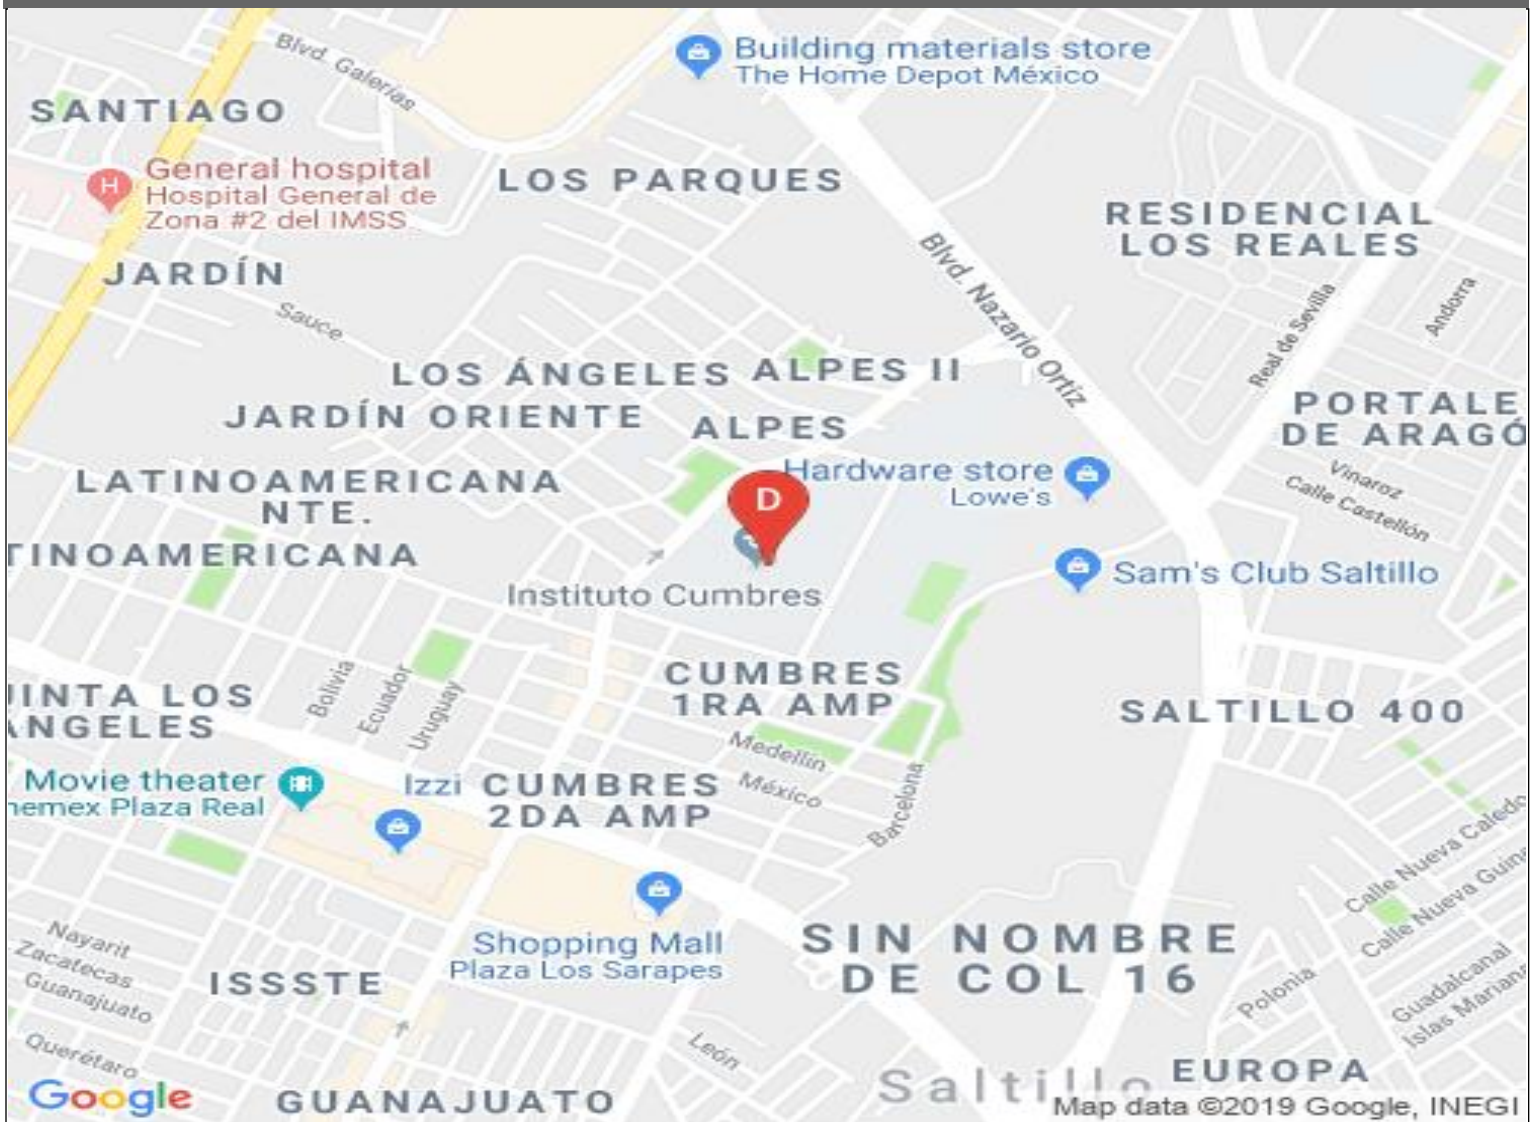 Blvd. Galerías
Building materials store
The Home Depot México
SANTIAGO
General hospital
Hospital General de
Zona #2 del IMSS
H
LOS PARQUES
RESIDENCIAL
LOS REALES
JARDÍN
Sauce
Blvd. Nazario Ortiz
Real de Sevilla
Andorra
LOS ÁNGELES
ALPES II
JARDÍN ORIENTE
ALPES
PORTALE
DE ARAGÓ
LATINOAMERICANA
NTE.
Hardware store
Lowe's
D
Vinaroz
Calle Castellón
TINOAMERICANA
Instituto Cumbres
Sam's Club Saltillo
Bolivia
Ecuador
Uruguay
CUMBRES
1RA AMP
UINTA LOS
ANGELES
SALTILLO 400
Medellín
México
Barcelona
Movie theater
nemex Plaza Real
Izzi
CUMBRES
2DA AMP
Calle Nueva Caledo
Calle Nueva Guine
Shopping Mall
Plaza Los Sarapes
SIN NOMBRE
DE COL 16
Nayarit
Zacatecas
Guanajuato
Querétaro
ISSSTE
Polonia
Guadalcanal
Islas Mariana
León
EUROPA
Saltillo
GUANAJUATO
Google
Map data ©2019 Google, INEGI